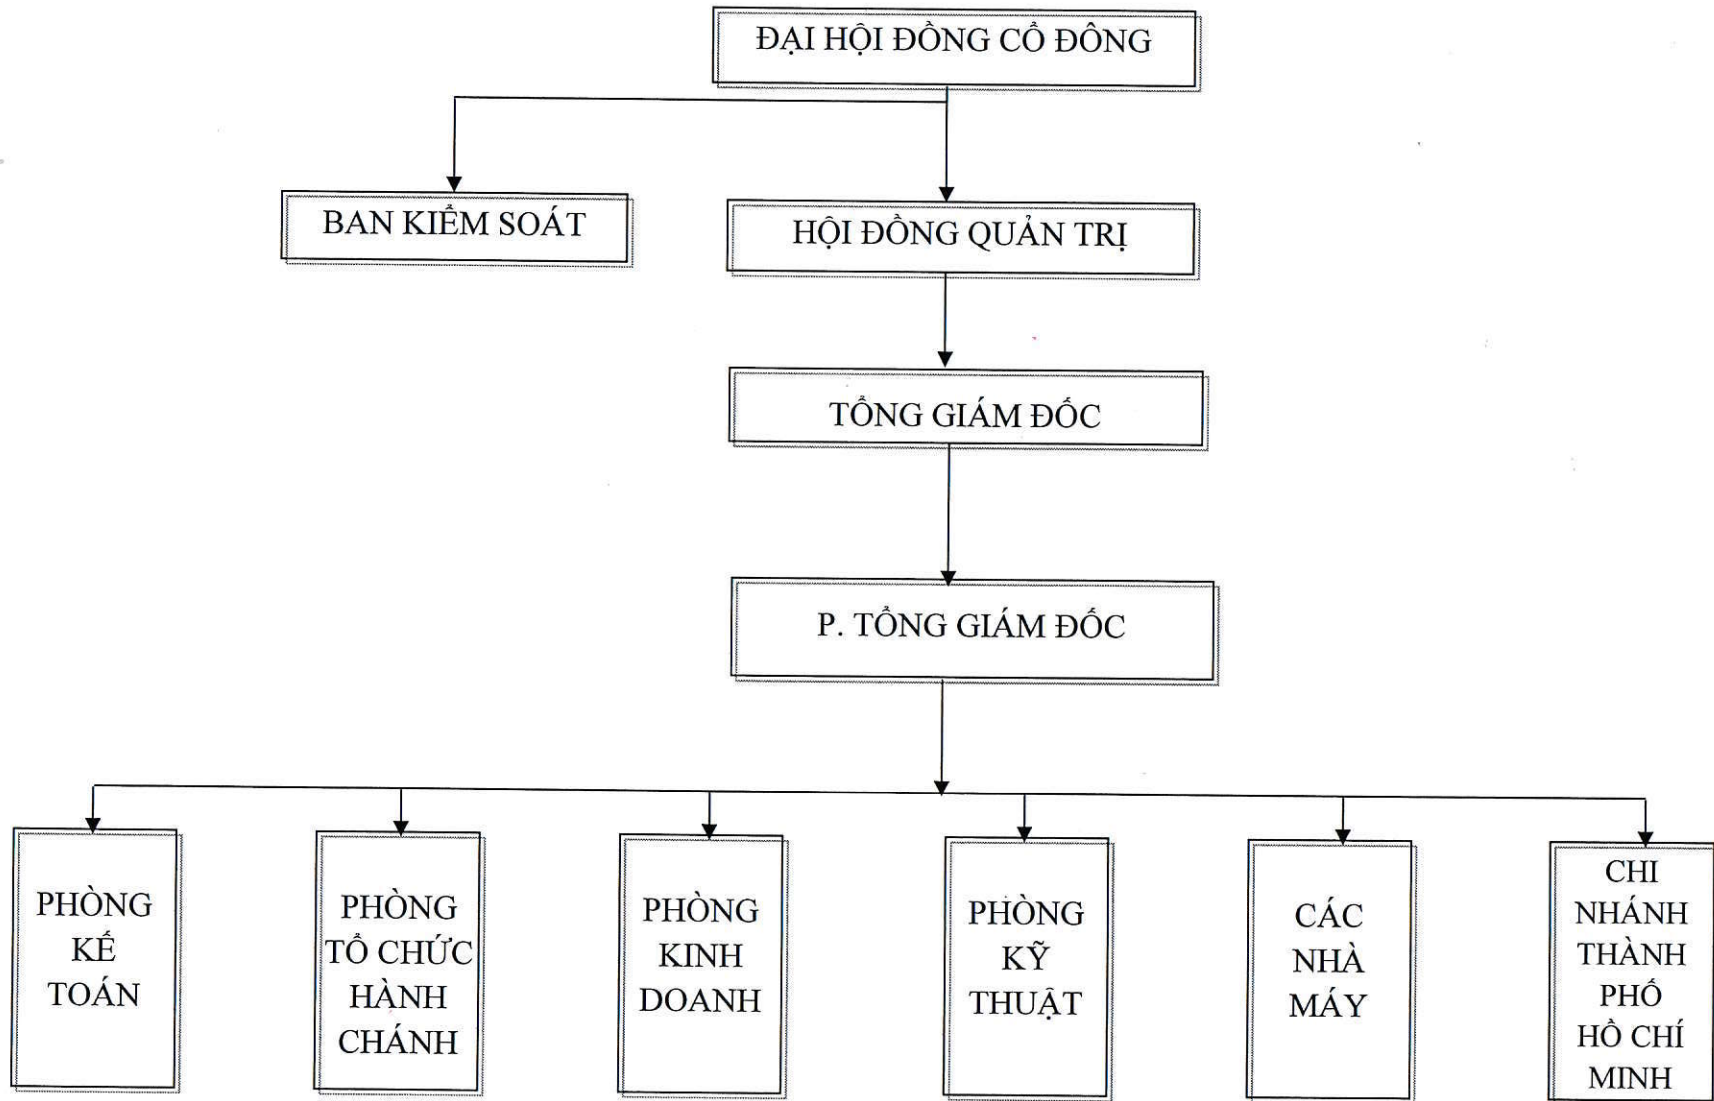 ĐẠI HỘI ĐỒNG CỔ ĐÔNG
BAN KIỂM SOÁT
HỘI ĐỒNG QUẢN TRỊ
TỔNG GIÁM ĐỐC
P. TỔNG GIÁM ĐỐC
PHÒNG
KẾ
TOÁN
PHÒNG
TỔ CHỨC
HÀNH
CHÁNH
PHÒNG
KINH
DOANH
PHÒNG
KỸ
THUẬT
CÁC
NHÀ
MÁY
CHI
NHÁNH
THÀNH
PHỐ
HỒ CHÍ
MINH